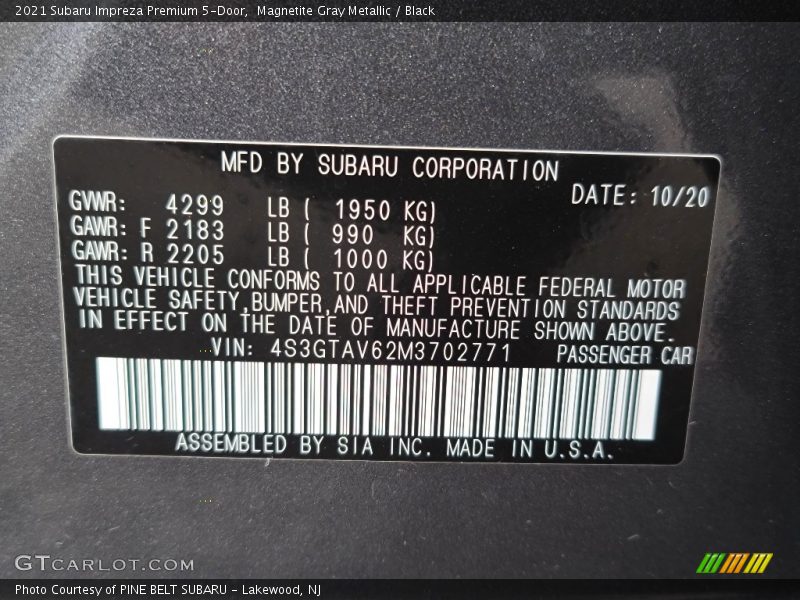 2021 Subaru Impreza Premium 5-Door, Magnetite Gray Metallic / Black
MFD BY SUBARU CORPORATION
DATE: 10/20
GVWR: 4299 LB ( 1950 KG)
GAWR: F 2183 LB ( 990 KG)
GAWR: R 2205 LB ( 1000 KG)
THIS VEHICLE CONFORMS TO ALL APPLICABLE FEDERAL MOTOR
VEHICLE SAFETY,BUMPER,AND THEFT PREVENTION STANDARDS
IN EFFECT ON THE DATE OF MANUFACTURE SHOWN ABOVE.
VIN: 4S3GTAV62M3702771 PASSENGER CAR
ASSEMBLED BY SIA INC. MADE IN U.S.A.
GTCARLOT.COM
Photo Courtesy of PINE BELT SUBARU - Lakewood, NJ